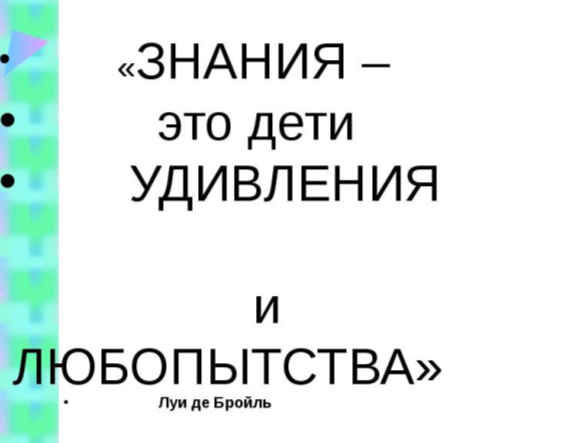 «ЗНАНИЯ –
это дети
УДИВЛЕНИЯ
и
ЛЮБОПЫТСТВА»
Луи де Бройль